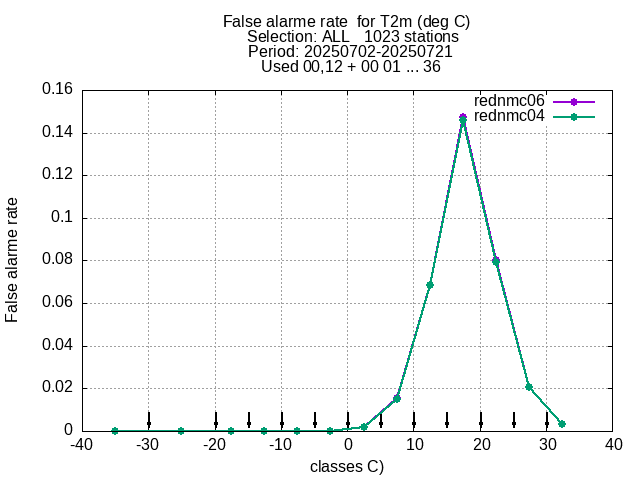 False alarme rate  for T2m (deg C)
Selection: ALL   1023 stations
Period: 20250702-20250721
Used 00,12 + 00 01 ... 36
rednmc06
rednmc04
0.16
0.14
0.12
0.1
0.08
0.06
0.04
0.02
0
False alarme rate
-40 -30 -20 -10 0 10 20 30 40
classes C)